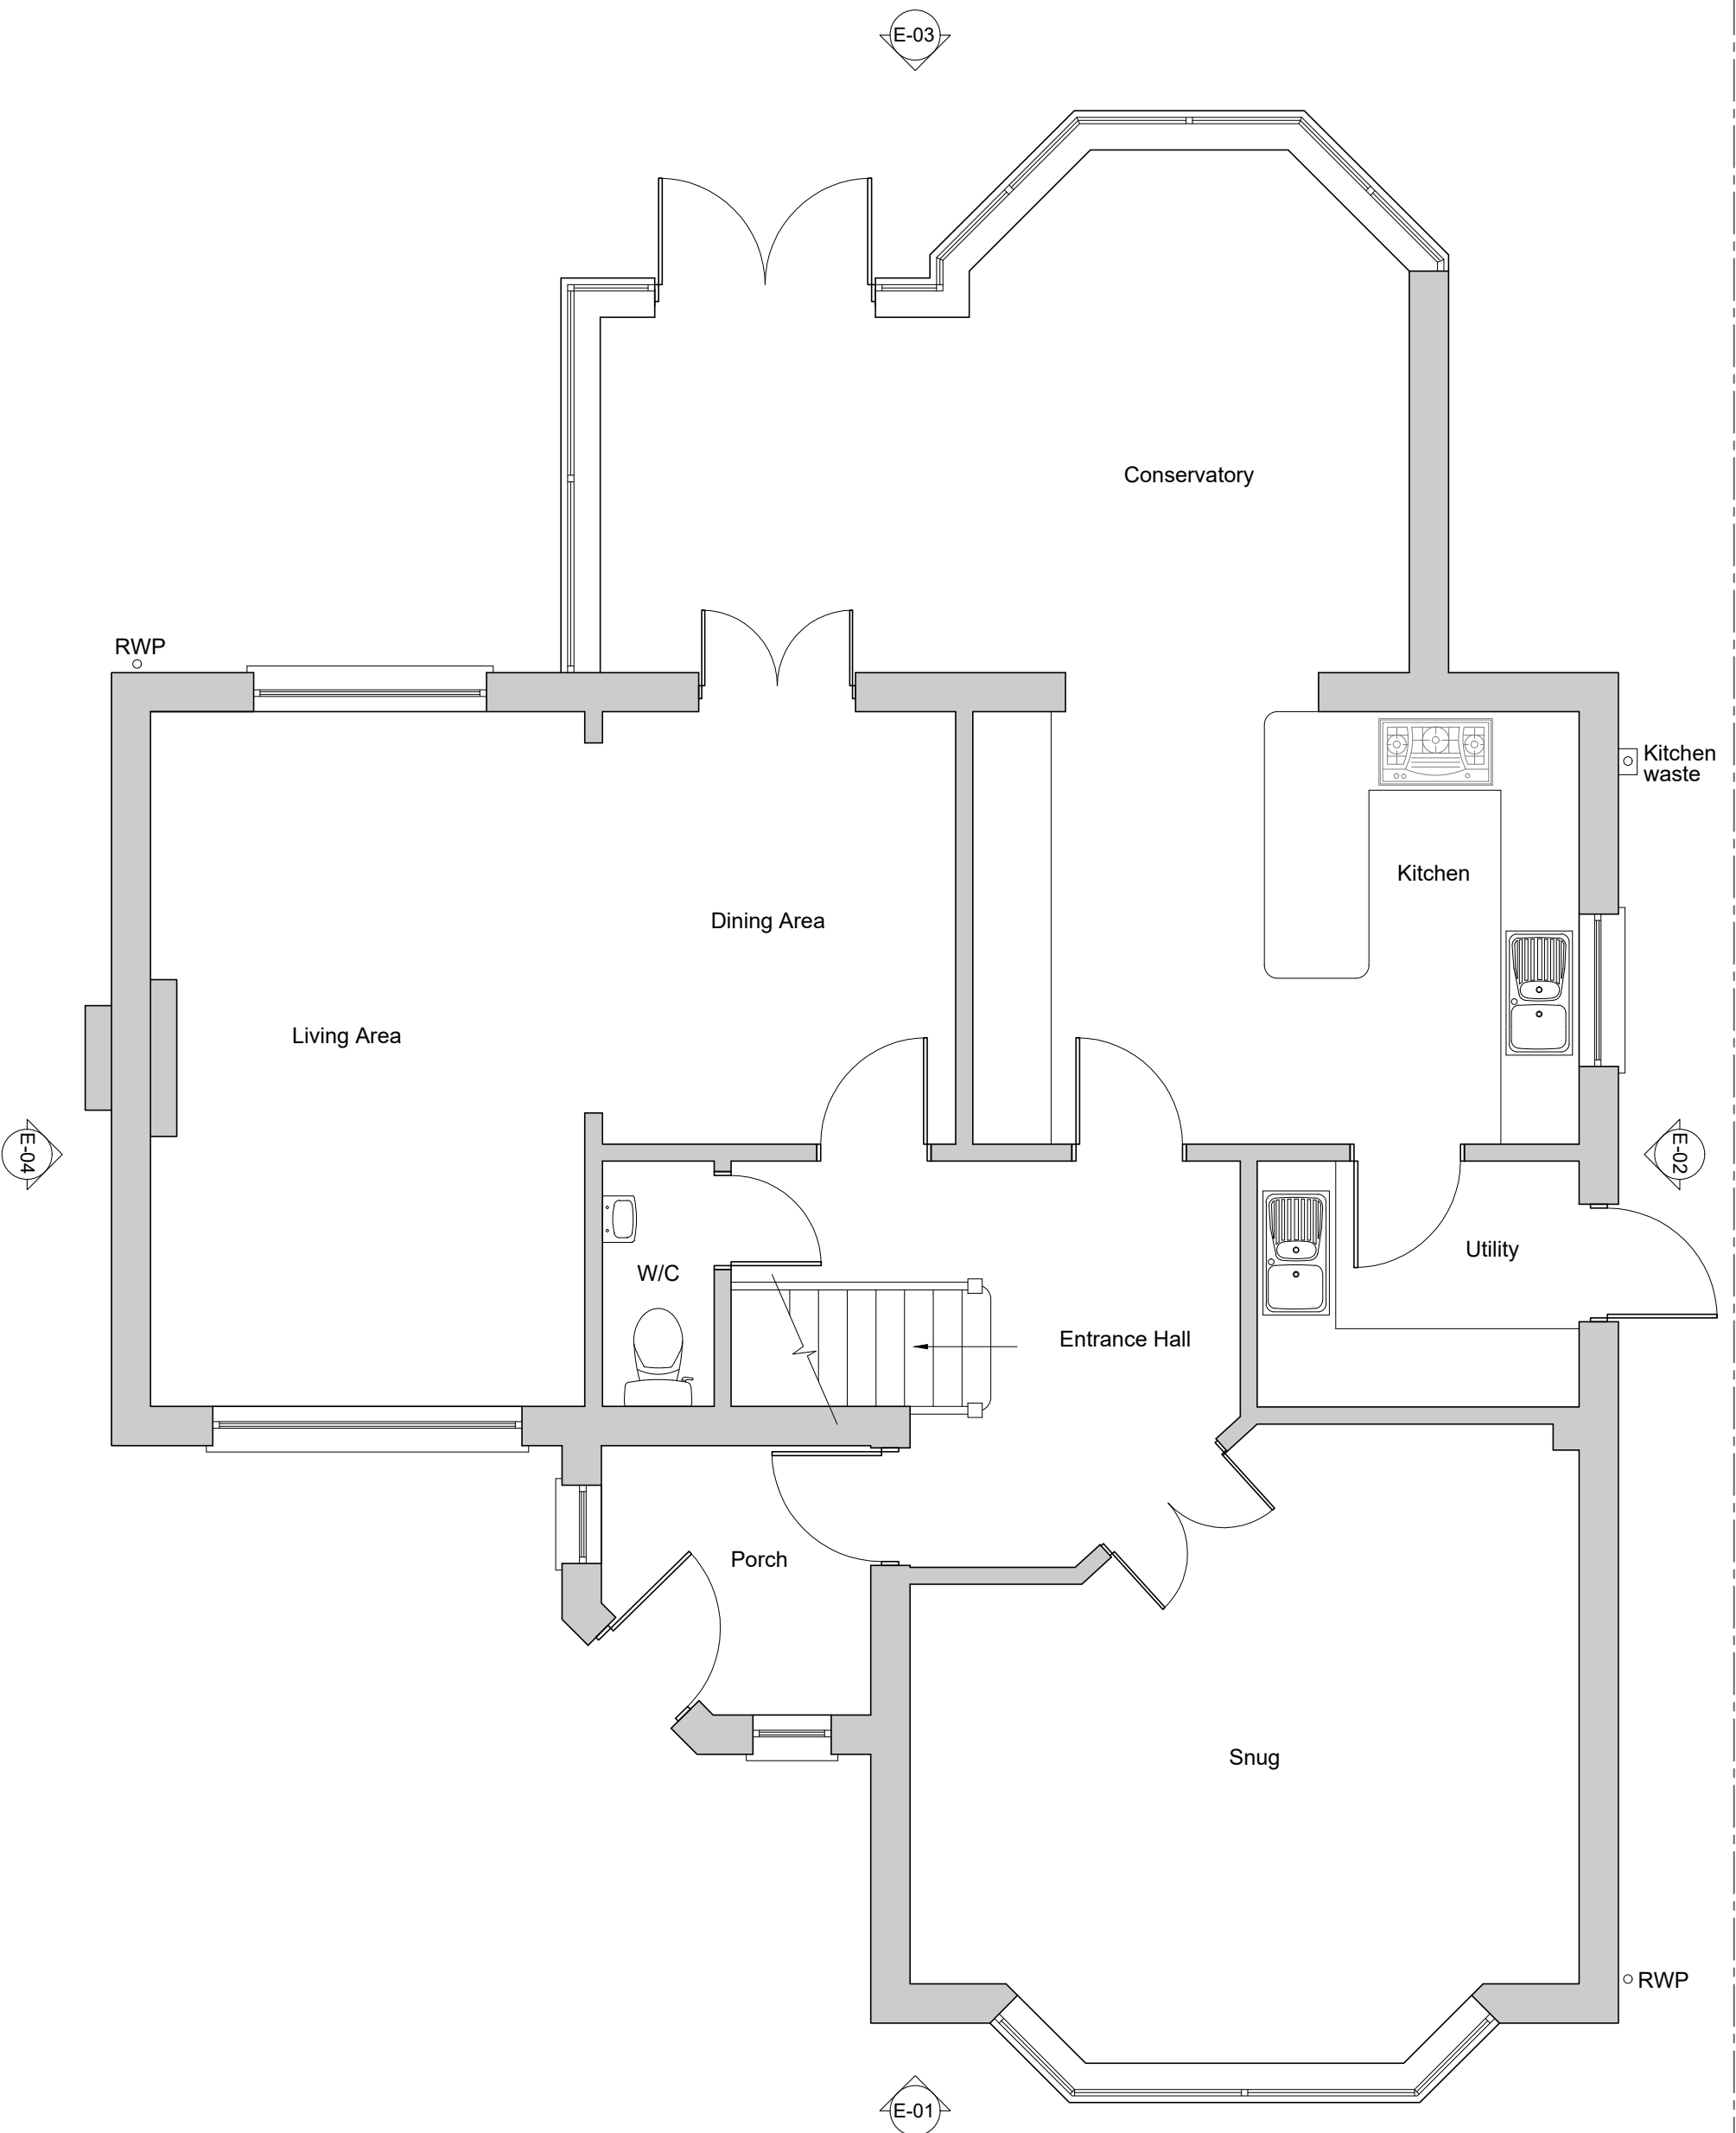 E-03
Conservatory
RWP
Kitchen
waste
Kitchen
Dining Area
Living Area
E-04
E-02
Utility
W/C
Entrance Hall
Porch
Snug
RWP
E-01